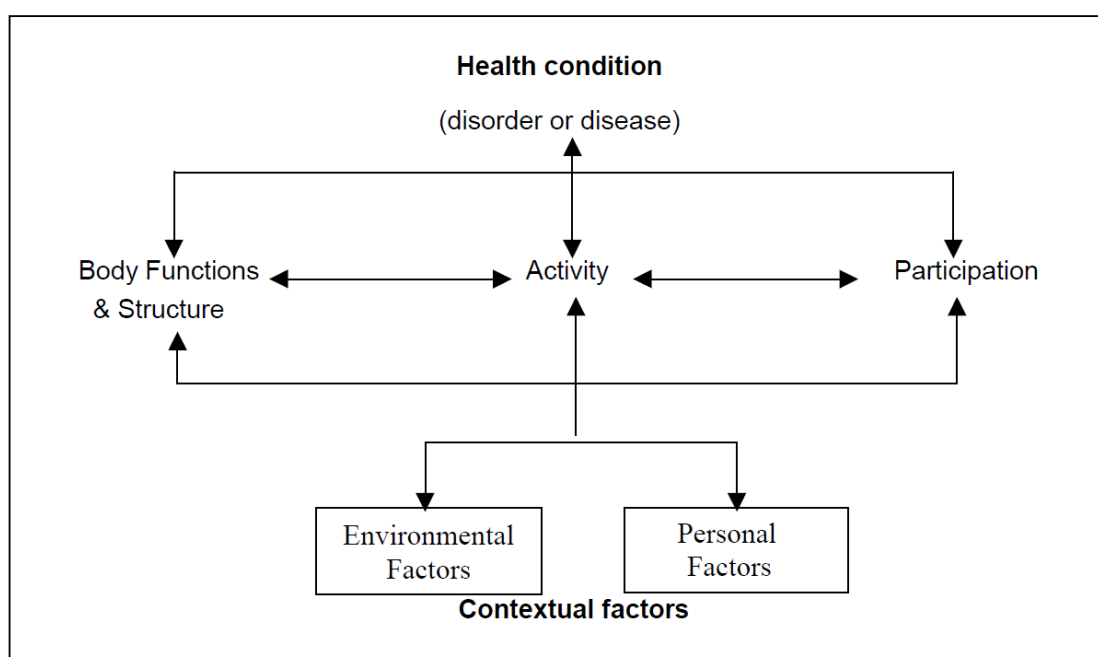 Health condition
(disorder or disease)
Body Functions
& Structure
Activity
Participation
Environmental
Factors
Personal
Factors
Contextual factors